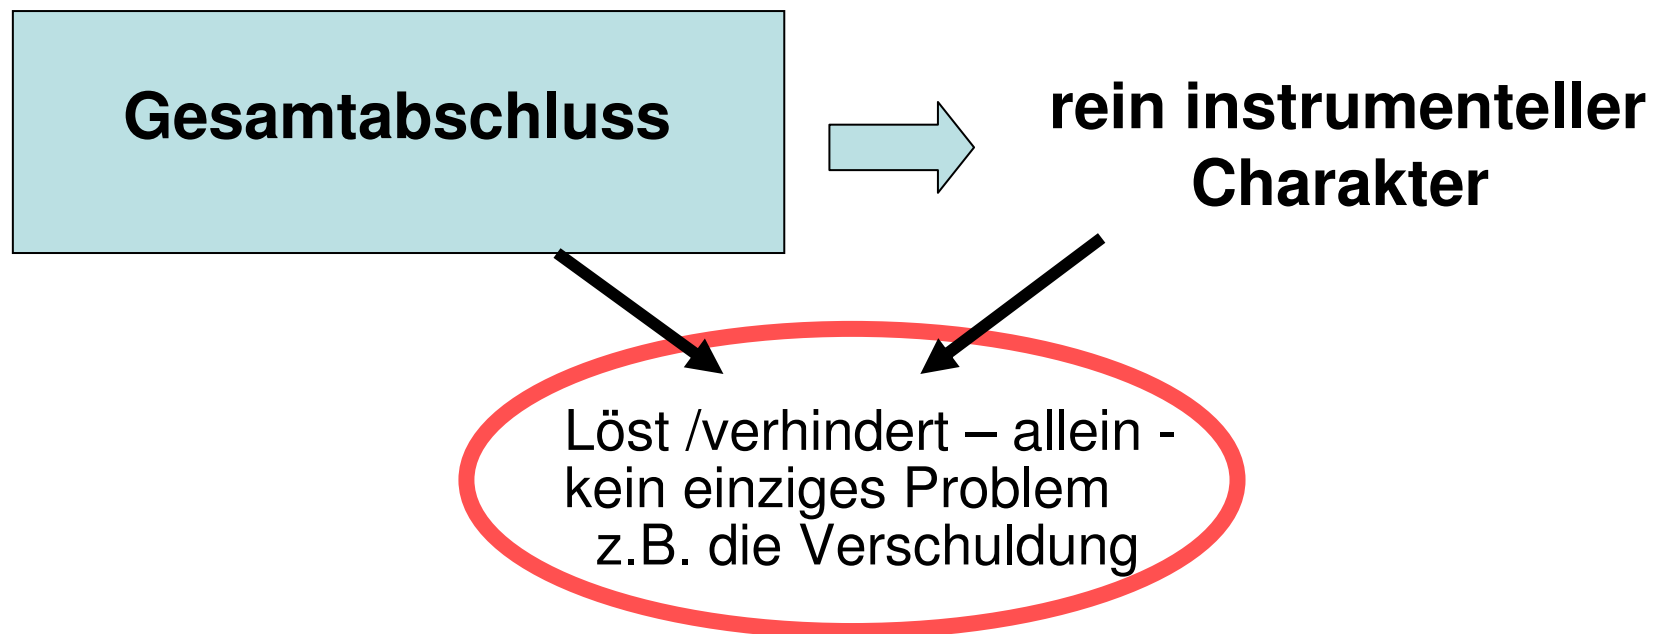 Gesamtabschluss
rein instrumenteller
Charakter
Löst /verhindert – allein -
kein einziges Problem
z.B. die Verschuldung